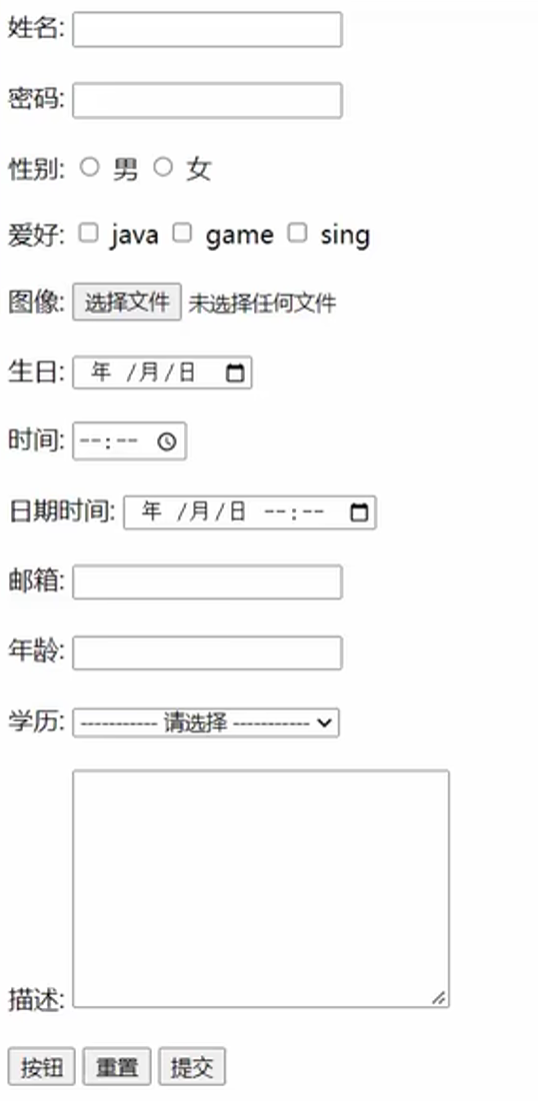 姓名:
密码:
性别: 男 女
爱好: java game sing
图像: 选择文件 未选择任何文件
生日: 年 /月/日
时间: --:--
日期时间: 年 /月/日 --:--
邮箱:
年龄:
学历: ----------- 请选择 -----------
描述:
按钮 重置 提交